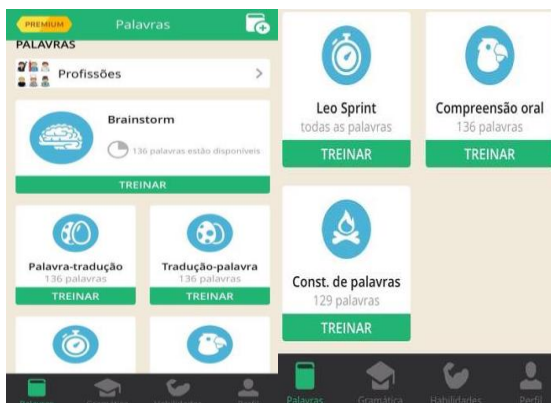 PREMIUM
Palavras
PALAVRAS
Profissões
Brainstorm
136 palavras estão disponíveis
TREINAR
Palavra-tradução
136 palavras
TREINAR
Tradução-palavra
136 palavras
TREINAR
Leo Sprint
todas as palavras
TREINAR
Compreensão oral
136 palavras
TREINAR
Const. de palavras
129 palavras
TREINAR
Palavras
Gramática
Habilidades
Perfil